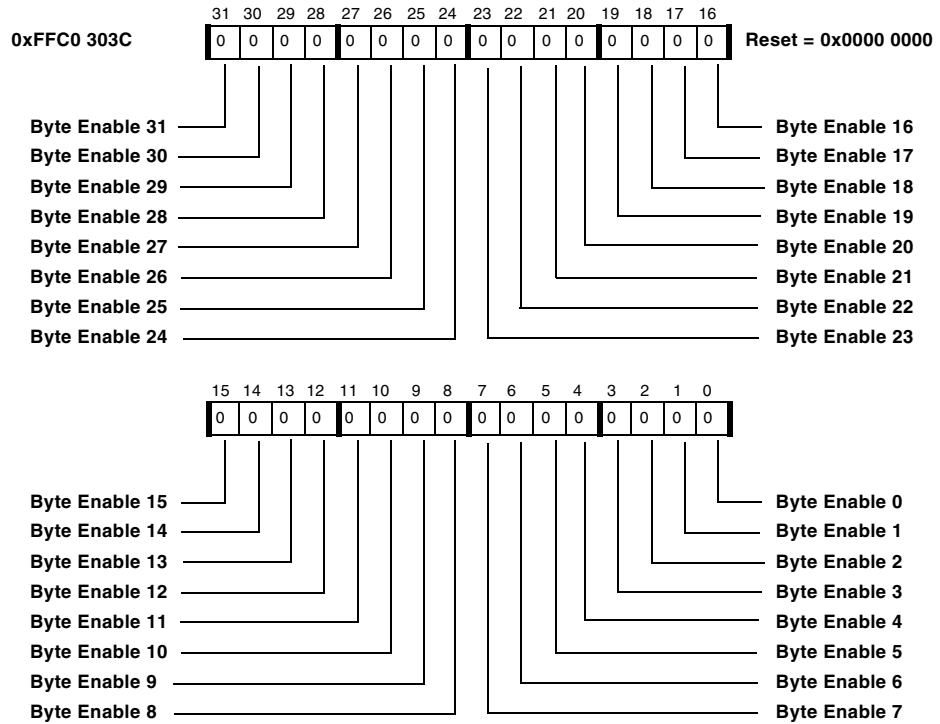 31 30 29 28 27 26 25 24 23 22 21 20 19 18 17 16
0xFFC0 303C 0 0 0 0 0 0 0 0 0 0 0 0 0 0 0 0 Reset = 0x0000 0000
Byte Enable 31 Byte Enable 16
Byte Enable 30 Byte Enable 17
Byte Enable 29 Byte Enable 18
Byte Enable 28 Byte Enable 19
Byte Enable 27 Byte Enable 20
Byte Enable 26 Byte Enable 21
Byte Enable 25 Byte Enable 22
Byte Enable 24 Byte Enable 23
15 14 13 12 11 10 9 8 7 6 5 4 3 2 1 0
0 0 0 0 0 0 0 0 0 0 0 0 0 0 0 0
Byte Enable 15 Byte Enable 0
Byte Enable 14 Byte Enable 1
Byte Enable 13 Byte Enable 2
Byte Enable 12 Byte Enable 3
Byte Enable 11 Byte Enable 4
Byte Enable 10 Byte Enable 5
Byte Enable 9 Byte Enable 6
Byte Enable 8 Byte Enable 7